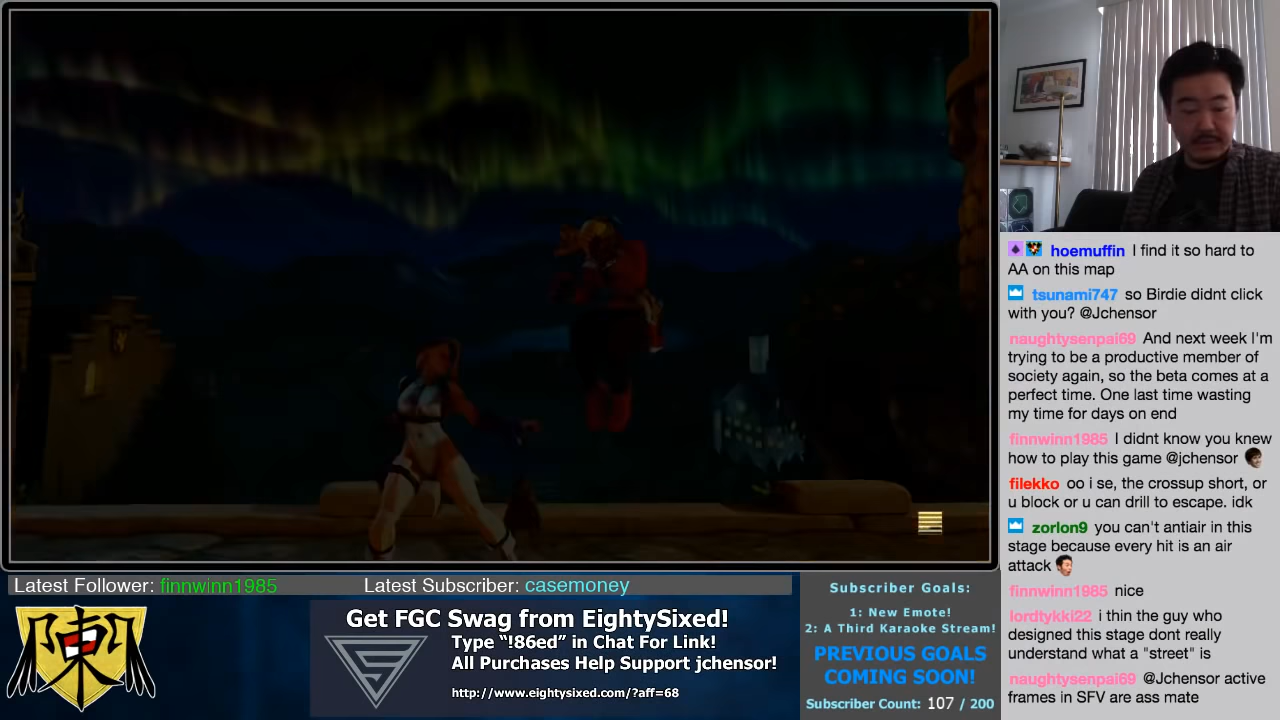 hoemuffin I find it so hard to
AA on this map
tsunami747 so Birdie didnt click
with you? @Jchensor
naughtysenpai69 And next week I'm
trying to be a productive member of
society again, so the beta comes at a
perfect time. One last time wasting
my time for days on end
finnwinn1985 I didnt know you knew
how to play this game @jchensor
filekko oo i se, the crossup short, or
u block or u can drill to escape. idk
zorlon9 you can't antiair in this
stage because every hit is an air
attack
finnwinn1985 nice
lordtykki22 i thin the guy who
designed this stage dont really
understand what a "street" is
naughtysenpai69 @Jchensor active
frames in SFV are ass mate
Latest Follower: finnwinn1985
Latest Subscriber: casemoney
Get FGC Swag from EightySixed!
Type “!86ed” in Chat For Link!
All Purchases Help Support jchensor!
http://www.eightysixed.com/?aff=68
Subscriber Goals:
1: New Emote!
2: A Third Karaoke Stream!
PREVIOUS GOALS
COMING SOON!
Subscriber Count: 107 / 200